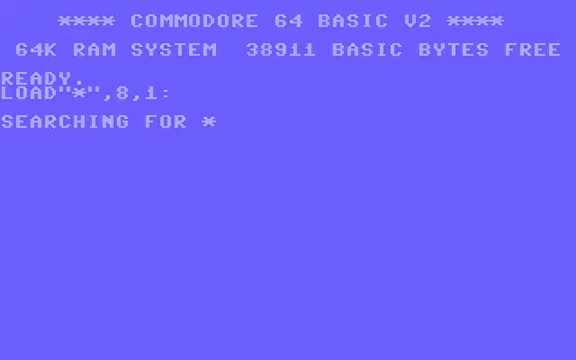 **** COMMODORE 64 BASIC V2 ****
64K RAM SYSTEM  38911 BASIC BYTES FREE
READY.
LOAD"*",8,1:
SEARCHING FOR *